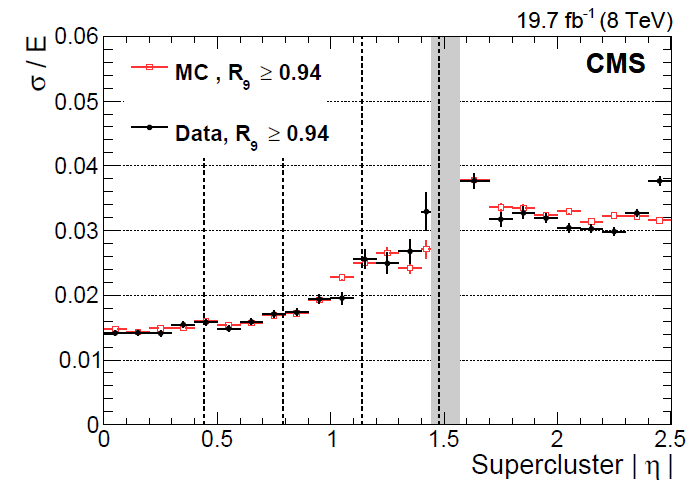 19.7 fb⁻¹ (8 TeV)
σ / E
0.06
0.05
0.04
0.03
0.02
0.01
0
CMS
MC , R₉ ≥ 0.94
Data, R₉ ≥ 0.94
0 0.5 1 1.5 2 2.5
Supercluster | η |